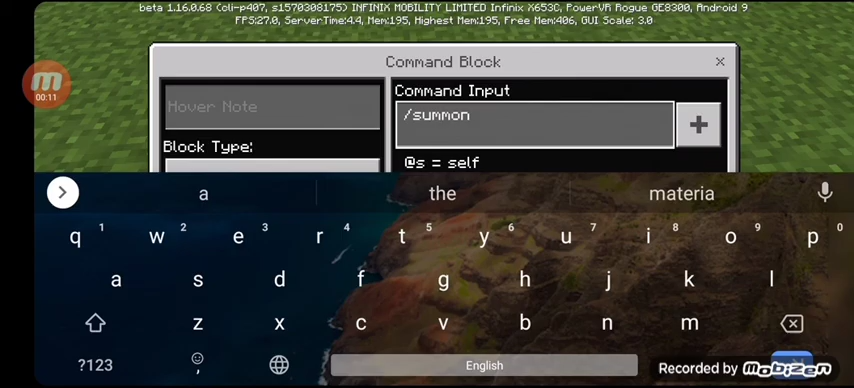 beta 1.16.0.68 (cli-p407, s1570308175) INFINIX MOBILITY LIMITED Infinix X653C, PowerVR Rogue GE8300, Android 9
FPS:27.0, ServerTime:4.4, Mem:195, Highest Mem:195, Free Mem:406, GUI Scale: 3.0
Command Block
M
00:11
Hover Note
Command Input
/summon
Block Type:
@s = self
a the materia
q 1 w 2 e 3 r 4 t 5 y 6 u 7 i 8 o 9 p 0
a s d f g h j k l
z x c v b n m
?123 , English
Recorded by mobizen